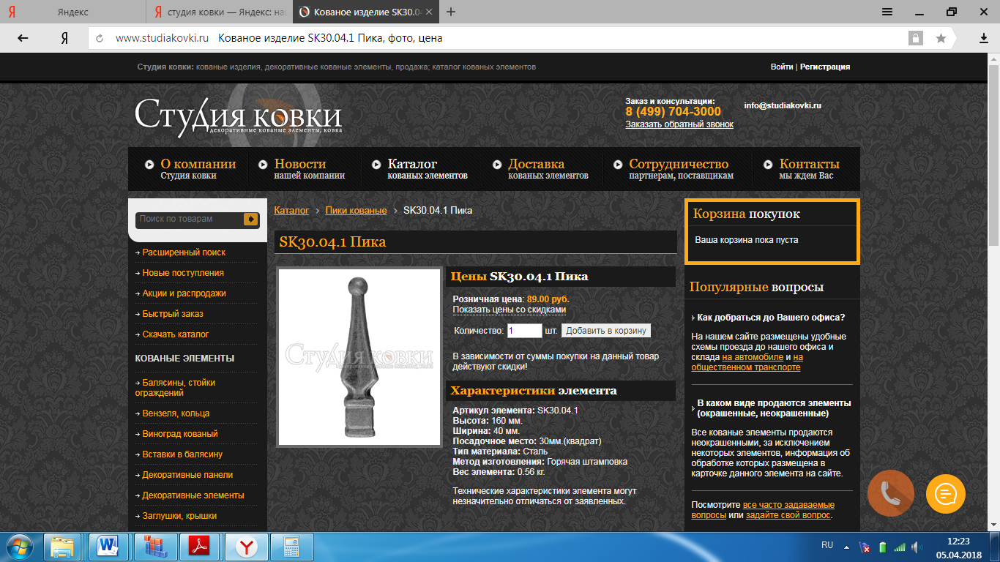 Яндекс
студия ковки — Яндекс: на
Кованое изделие SK30.04
www.studiakovki.ru Кованое изделие SK30.04.1 Пика, фото, цена
Студия ковки: кованые изделия, декоративные кованые элементы, продажа; каталог кованых элементов
Войти | Регистрация
Студия ковки
декоративные кованые элементы, ковка
Заказ и консультации:
8 (499) 704-3000
Заказать обратный звонок
info@studiakovki.ru
О компании
Студия ковки
Новости
нашей компании
Каталог
кованых элементов
Доставка
кованых элементов
Сотрудничество
партнерам, поставщикам
Контакты
мы ждем Вас
Поиск по товарам
Расширенный поиск
Новые поступления
Акции и распродажи
Быстрый заказ
Скачать каталог
КОВАНЫЕ ЭЛЕМЕНТЫ
Балясины, стойки
ограждений
Вензеля, кольца
Виноград кованый
Вставки в балясину
Декоративные панели
Декоративные элементы
Заглушки, крышки
Каталог > Пики кованые > SK30.04.1 Пика
SK30.04.1 Пика
Студия ковки
Цены SK30.04.1 Пика
Розничная цена: 89.00 руб.
Показать цены со скидками
Количество: 1 шт. Добавить в корзину
В зависимости от суммы покупки на данный товар
действуют скидки!
Характеристики элемента
Артикул элемента: SK30.04.1
Высота: 160 мм.
Ширина: 40 мм.
Посадочное место: 30мм.(квадрат)
Тип материала: Сталь
Метод изготовления: Горячая штамповка
Вес элемента: 0.56 кг.
Технические характеристики элемента могут
незначительно отличаться от заявленных.
Корзина покупок
Ваша корзина пока пуста
Популярные вопросы
Как добраться до Вашего офиса?
На нашем сайте размещены удобные
схемы проезда до нашего офиса и
склада на автомобиле и на
общественном транспорте
В каком виде продаются элементы
(окрашенные, неокрашенные)
Все кованые элементы продаются
неокрашенными, за исключением
некоторых элементов, информация об
обработке которых размещена в
карточке данного элемента на сайте.
Посмотрите все часто задаваемые
вопросы или задайте свой вопрос.
RU
12:23
05.04.2018